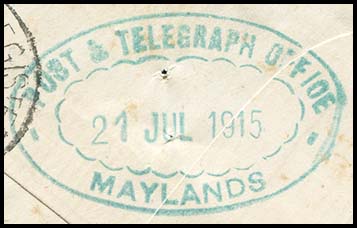 POST & TELEGRAPH OFFICE
21 JUL 1915
MAYLANDS